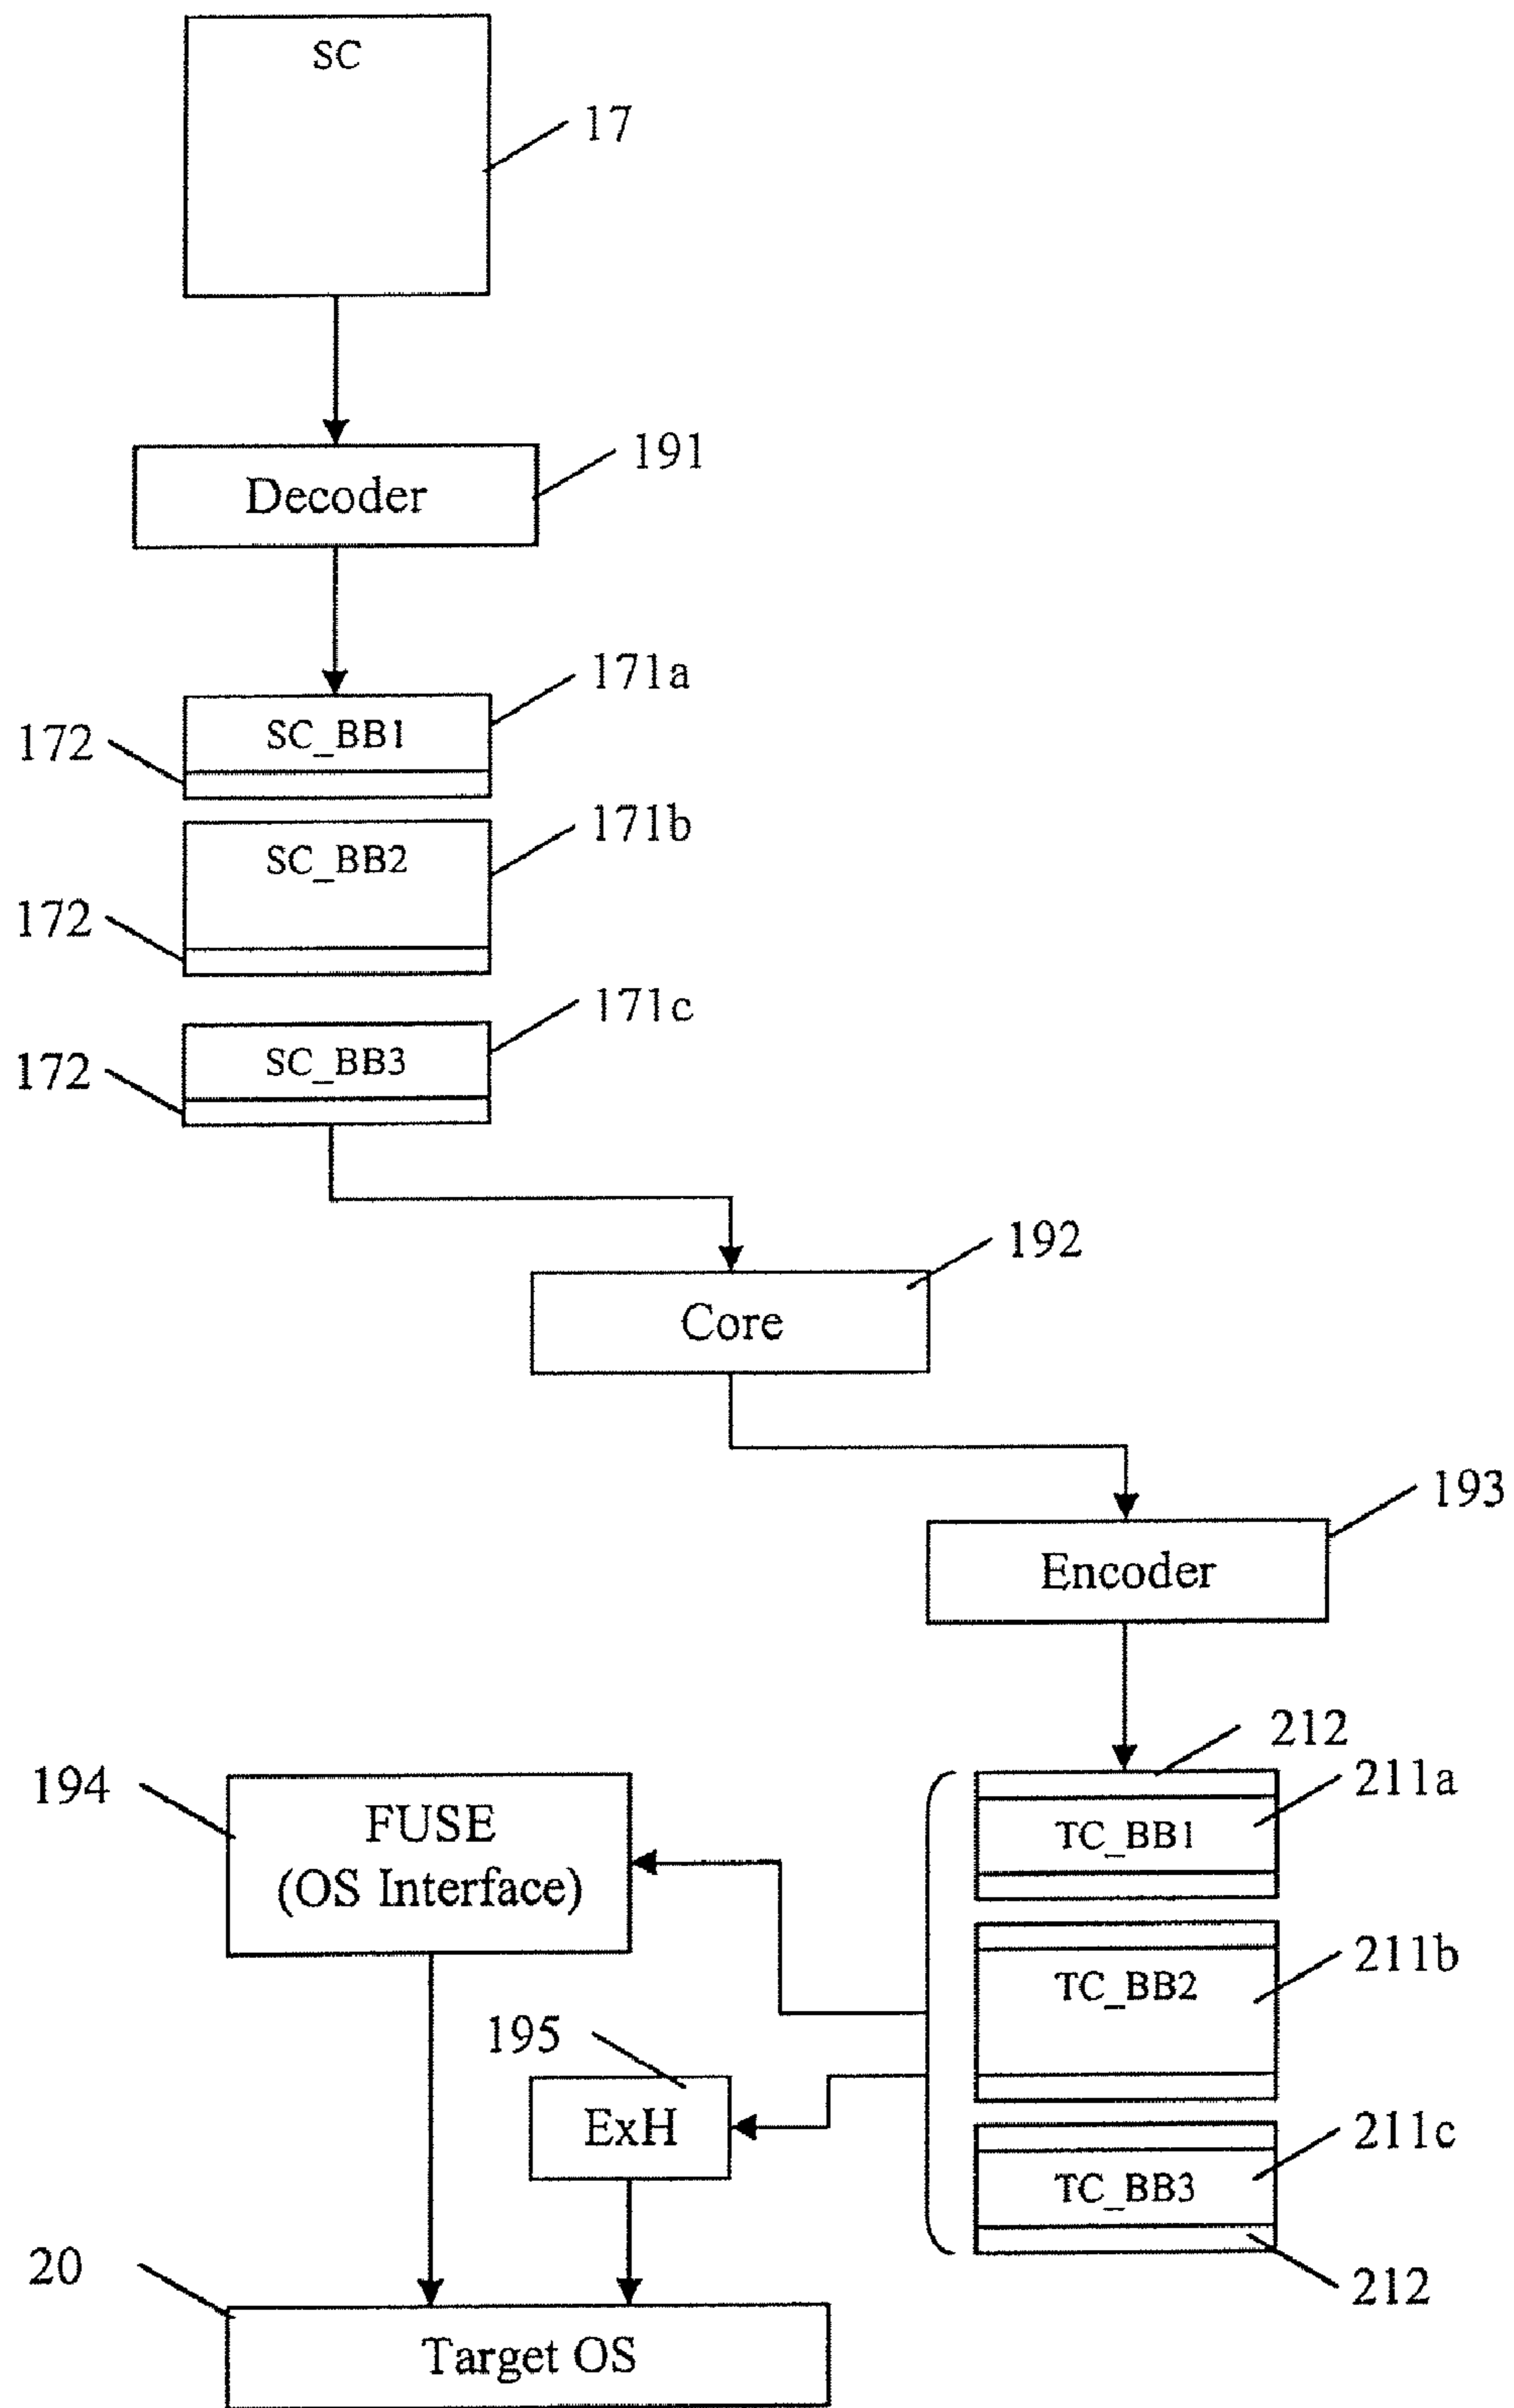 SC
17
Decoder
191
171a
SC_BB1
172
171b
SC_BB2
172
171c
SC_BB3
172
192
Core
193
Encoder
212
211a
194
FUSE
(OS Interface)
TC_BB1
211b
TC_BB2
195
ExH
211c
TC_BB3
20
212
Target OS